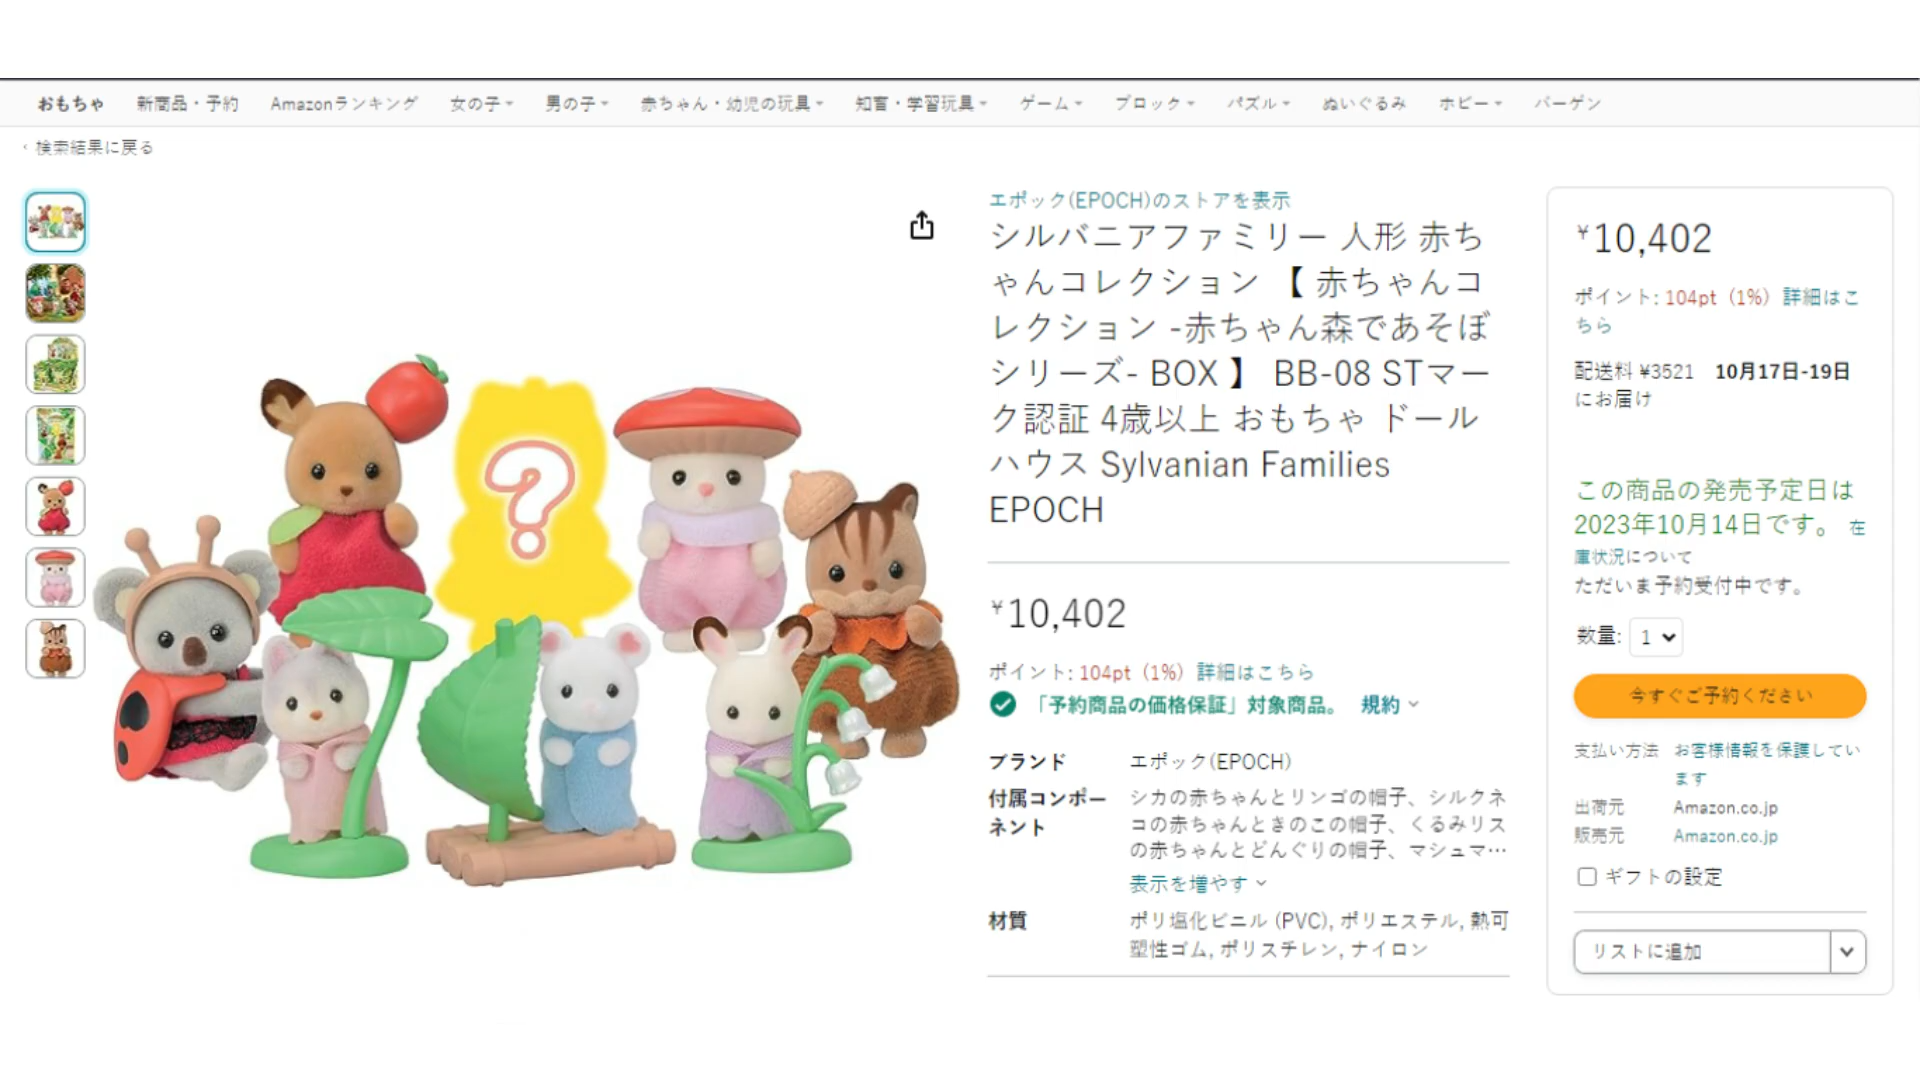 おもちゃ 新商品・予約 Amazonランキング 女の子 男の子 赤ちゃん・幼児の玩具 知育・学習玩具 ゲーム ブロック パズル ぬいぐるみ ホビー バーゲン
‹ 検索結果に戻る
?
エポック(EPOCH)のストアを表示
シルバニアファミリー 人形 赤ち
ゃんコレクション 【 赤ちゃんコ
レクション -赤ちゃん森であそぼ
シリーズ- BOX 】 BB-08 STマー
ク認証 4歳以上 おもちゃ ドール
ハウス Sylvanian Families
EPOCH
¥10,402
ポイント: 104pt (1%) 詳細はこちら
「予約商品の価格保証」対象商品。 規約
ブランド エポック(EPOCH)
付属コンポー
ネント
シカの赤ちゃんとリンゴの帽子、シルクネ
コの赤ちゃんときのこの帽子、くるみリス
の赤ちゃんとどんぐりの帽子、マシュマ…
表示を増やす
材質 ポリ塩化ビニル (PVC), ポリエステル, 熱可
塑性ゴム, ポリスチレン, ナイロン
¥10,402
ポイント: 104pt (1%) 詳細はこ
ちら
配送料 ¥3521 10月17日-19日
にお届け
この商品の発売予定日は
2023年10月14日です。 在
庫状況について
ただいま予約受付中です。
数量: 1
今すぐご予約ください
支払い方法 お客様情報を保護してい
ます
出荷元 Amazon.co.jp
販売元 Amazon.co.jp
ギフトの設定
リストに追加